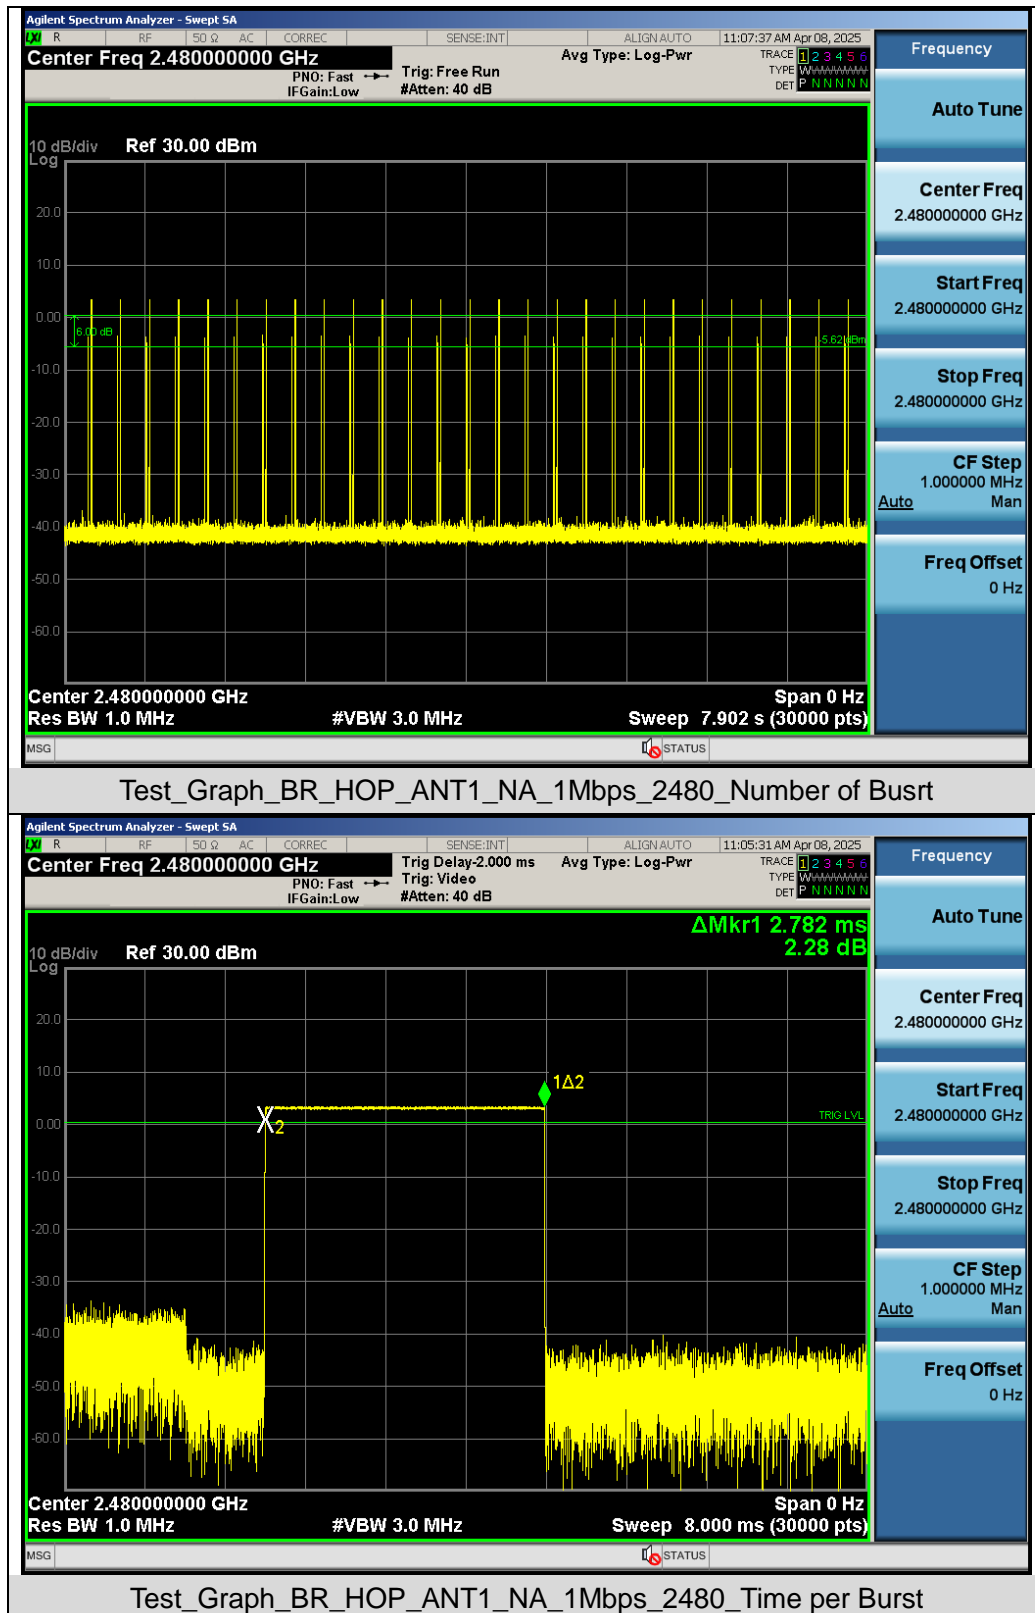 Agilent Spectrum Analyzer - Swept SA
LXI R RF 50 Ω AC CORREC SENSE:INT ALIGN AUTO 11:07:37 AM Apr 08, 2025
Center Freq 2.480000000 GHz
PNO: Fast
IFGain:Low
Trig: Free Run
#Atten: 40 dB
Avg Type: Log-Pwr
TRACE 1 2 3 4 5 6
TYPE
DET P N N N N N
Frequency
Auto Tune
Center Freq
2.480000000 GHz
Start Freq
2.480000000 GHz
Stop Freq
2.480000000 GHz
CF Step
1.000000 MHz
Auto Man
Freq Offset
0 Hz
10 dB/div Ref 30.00 dBm
Log
20.0
10.0
0.00
6.00 dB
-5.62 dBm
-10.0
-20.0
-30.0
-40.0
-50.0
-60.0
Center 2.480000000 GHz Span 0 Hz
Res BW 1.0 MHz #VBW 3.0 MHz Sweep 7.902 s (30000 pts)
MSG STATUS
Test_Graph_BR_HOP_ANT1_NA_1Mbps_2480_Number of Busrt
Agilent Spectrum Analyzer - Swept SA
LXI R RF 50 Ω AC CORREC SENSE:INT ALIGN AUTO 11:05:31 AM Apr 08, 2025
Center Freq 2.480000000 GHz
PNO: Fast
IFGain:Low
Trig Delay-2.000 ms
Trig: Video
#Atten: 40 dB
Avg Type: Log-Pwr
TRACE 1 2 3 4 5 6
TYPE
DET P N N N N N
Frequency
Auto Tune
Center Freq
2.480000000 GHz
Start Freq
2.480000000 GHz
Stop Freq
2.480000000 GHz
CF Step
1.000000 MHz
Auto Man
Freq Offset
0 Hz
ΔMkr1 2.782 ms
2.28 dB
10 dB/div Ref 30.00 dBm
Log
20.0
10.0
1Δ2
TRIG LVL
0.00
2
-10.0
-20.0
-30.0
-40.0
-50.0
-60.0
Center 2.480000000 GHz Span 0 Hz
Res BW 1.0 MHz #VBW 3.0 MHz Sweep 8.000 ms (30000 pts)
MSG STATUS
Test_Graph_BR_HOP_ANT1_NA_1Mbps_2480_Time per Burst